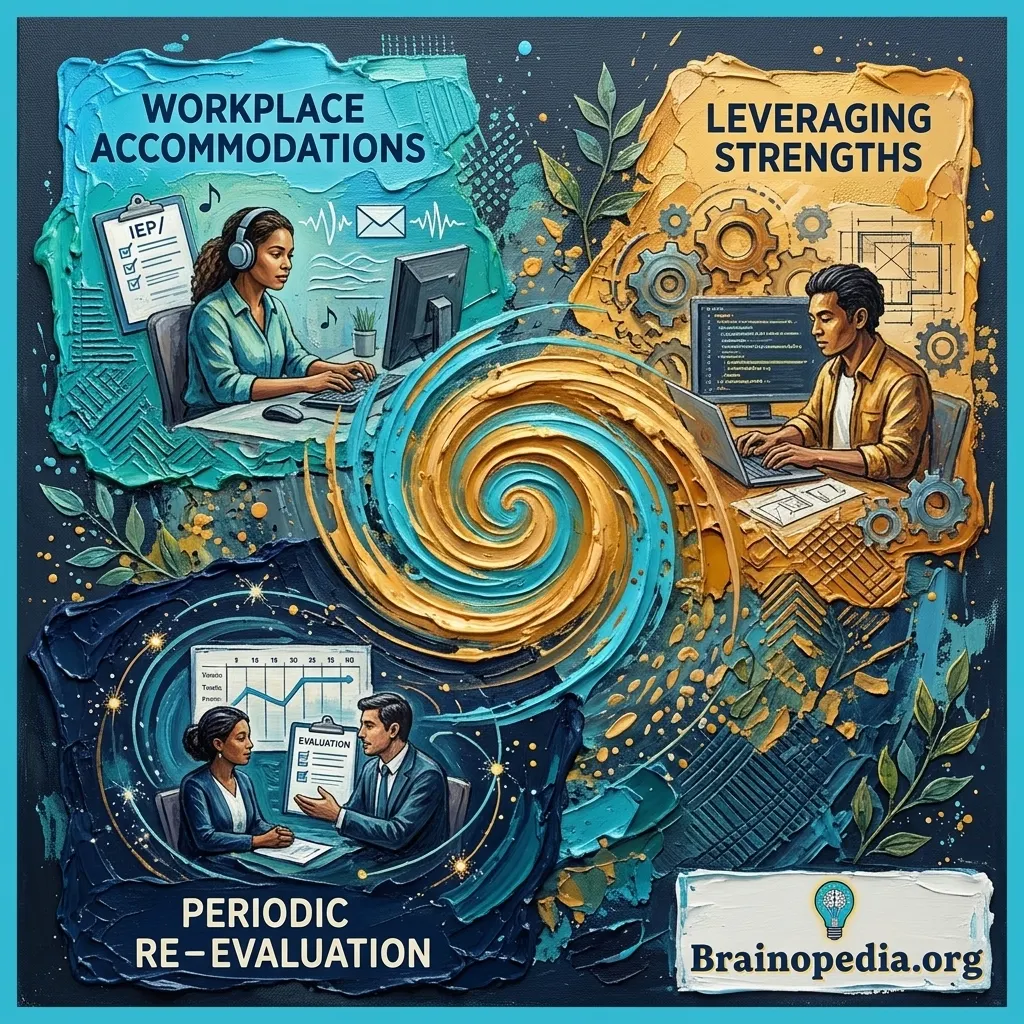 WORKPLACE
ACCOMMODATIONS
IEP/
LEVERAGING
STRENGTHS
EVALUATION
PERIODIC
RE-EVALUATION
Brainopedia.org